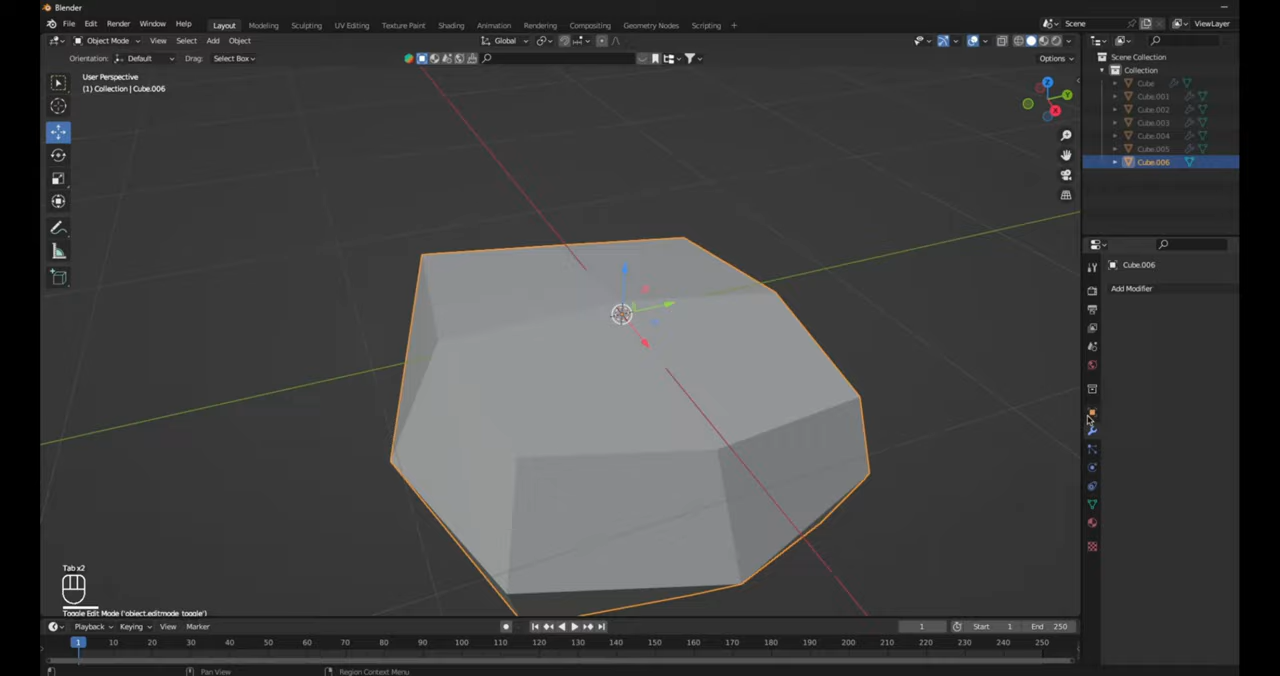 Blender
File Edit Render Window Help Layout Modeling Sculpting UV Editing Texture Paint Shading Animation Rendering Compositing Geometry Nodes Scripting + Scene ViewLayer
Object Mode View Select Add Object Global
Orientation: Default Drag: Select Box Options
User Perspective
(1) Collection | Cube.006
Scene Collection
Collection
Cube
Cube.001
Cube.002
Cube.003
Cube.004
Cube.005
Cube.006
Z
Y
X
Cube.006
Add Modifier
Tab x2
Toggle Edit Mode ('object.editmode_toggle')
Playback Keying View Marker 1 Start 1 End 250
1 10 20 30 40 50 60 70 80 90 100 110 120 130 140 150 160 170 180 190 200 210 220 230 240 250
Pan View Region Context Menu